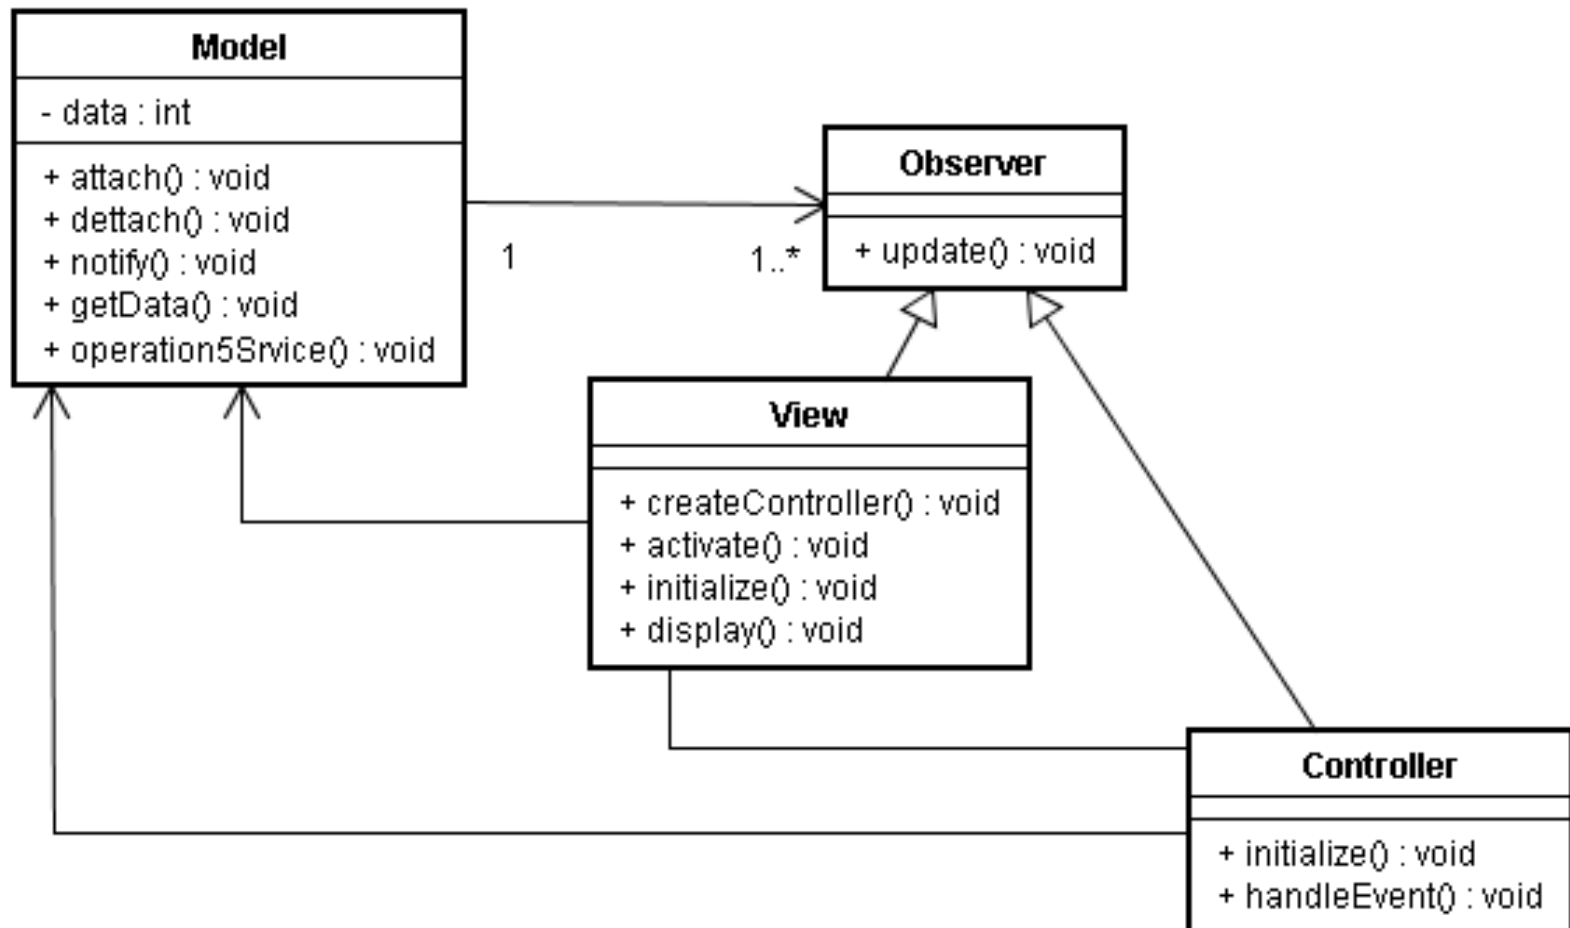 Model
- data : int
+ attach() : void
+ dettach() : void
+ notify() : void
+ getData() : void
+ operation5Srvice() : void
1
1..*
Observer
+ update() : void
View
+ createController() : void
+ activate() : void
+ initialize() : void
+ display() : void
Controller
+ initialize() : void
+ handleEvent() : void